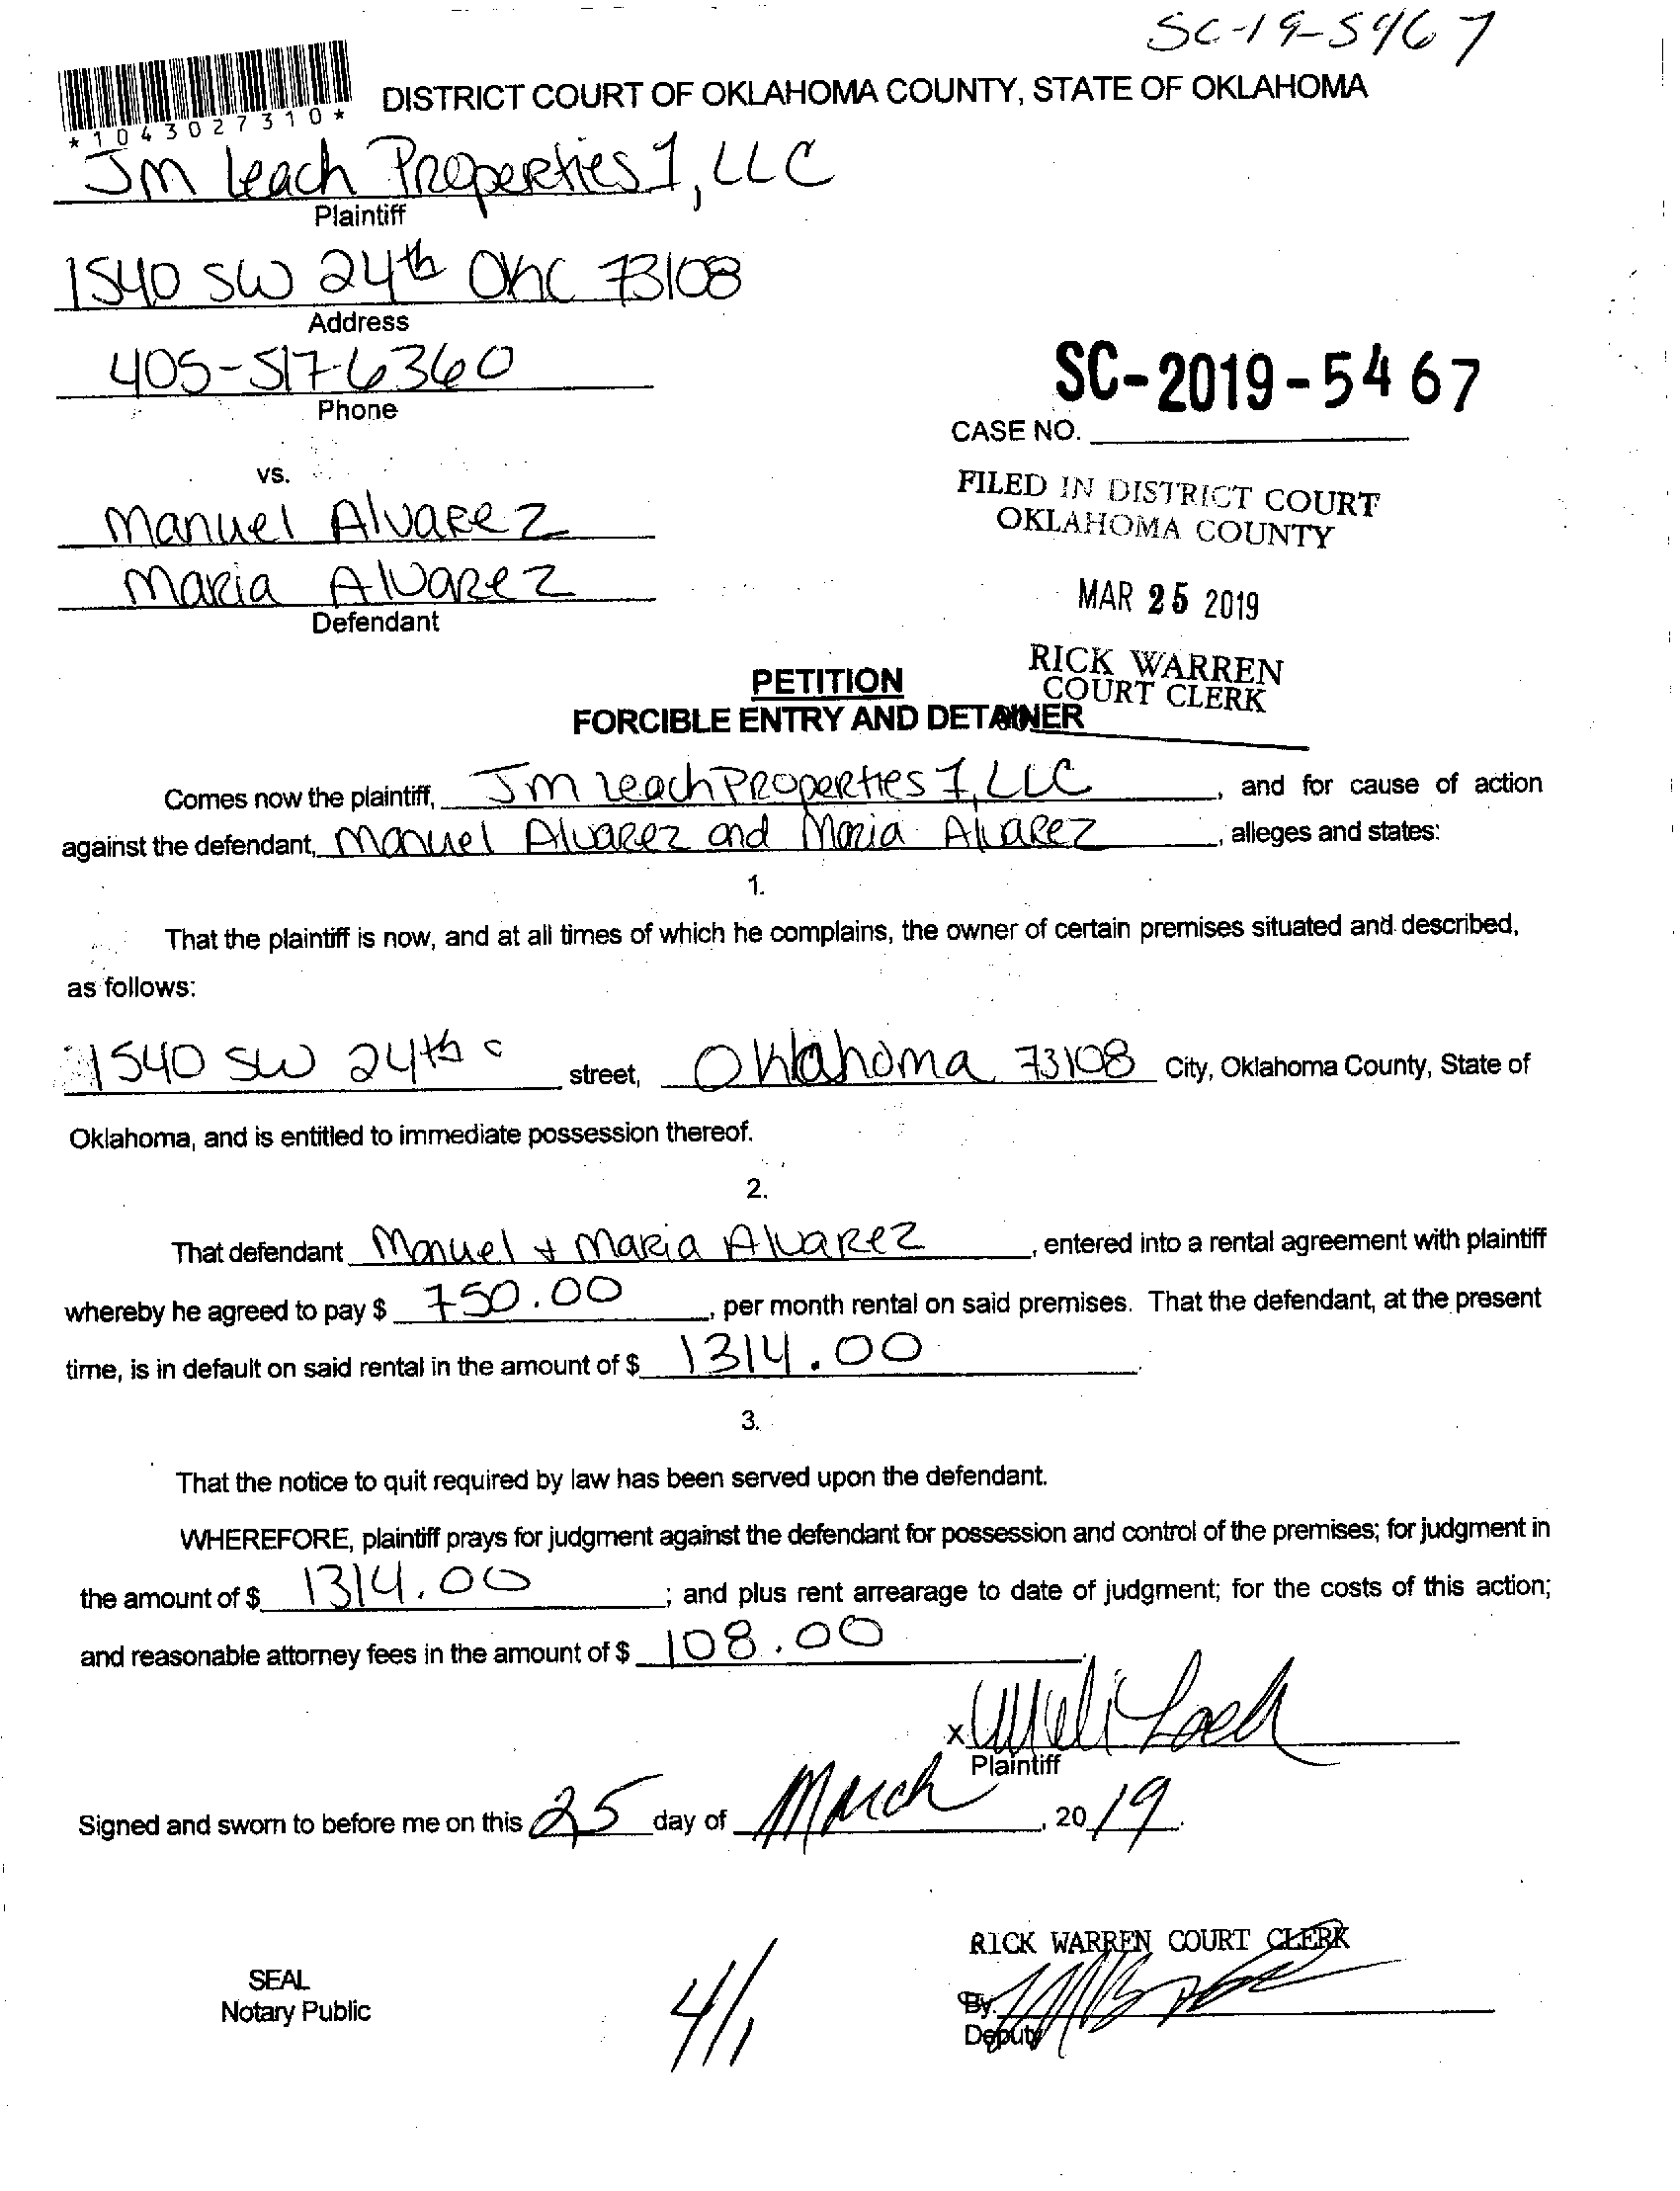 SC-19-5467
*1043027310*
DISTRICT COURT OF OKLAHOMA COUNTY, STATE OF OKLAHOMA
Jm Leach Properties 1, LLC
Plaintiff
1540 SW 24th OKC 73108
Address
405-517-6360
Phone
SC-2019-5467
CASE NO.
vs.
FILED IN DISTRICT COURT
OKLAHOMA COUNTY
Manuel Alvarez
Maria Alvarez
Defendant
MAR 25 2019
RICK WARREN
COURT CLERK
PETITION
FORCIBLE ENTRY AND DETAINER
Comes now the plaintiff, Jm Leach Properties 1, LLC, and for cause of action
against the defendant, Manuel Alvarez and Maria Alvarez, alleges and states:
1.
That the plaintiff is now, and at all times of which he complains, the owner of certain premises situated and described,
as follows:
1540 SW 24th street, Oklahoma 73108 City, Oklahoma County, State of
Oklahoma, and is entitled to immediate possession thereof.
2.
That defendant Manuel + Maria Alvarez, entered into a rental agreement with plaintiff
whereby he agreed to pay $ 750.00, per month rental on said premises. That the defendant, at the present
time, is in default on said rental in the amount of $ 1314.00.
3.
That the notice to quit required by law has been served upon the defendant.
WHEREFORE, plaintiff prays for judgment against the defendant for possession and control of the premises; for judgment in
the amount of $ 1314.00; and plus rent arrearage to date of judgment; for the costs of this action;
and reasonable attorney fees in the amount of $ 108.00
X
Plaintiff
Signed and sworn to before me on this 25 day of March, 20 19.
RICK WARREN COURT CLERK
SEAL
Notary Public
4/1
By.
Deputy